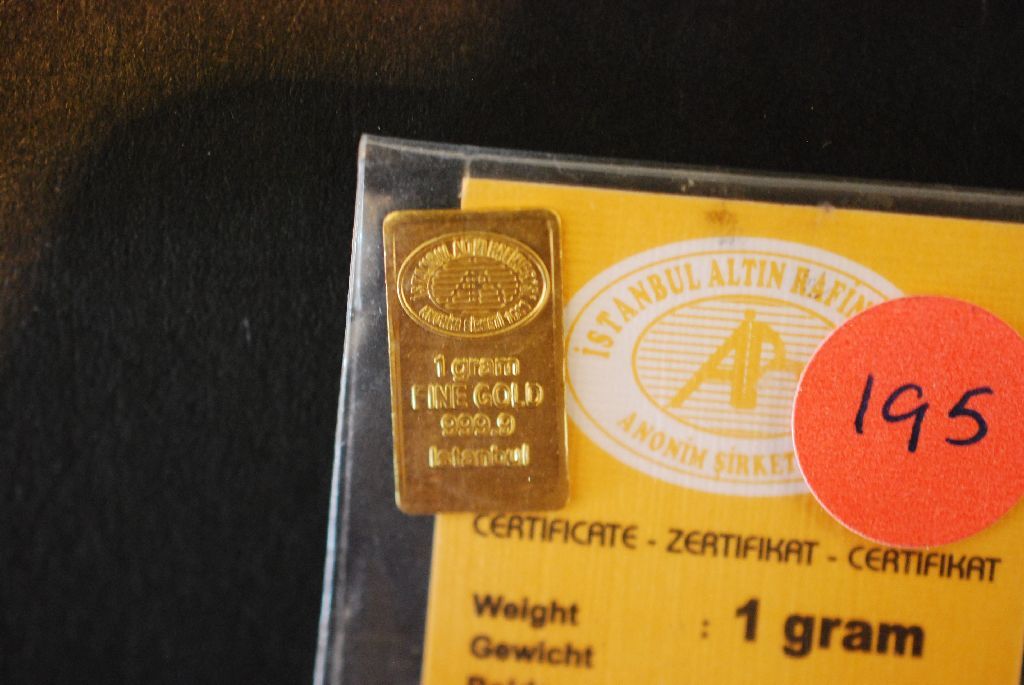 1 gram
FINE GOLD
999.9
Istanbul
İSTANBUL ALTIN RAFİN
ANONİM ŞİRKET
195
CERTIFICATE - ZERTIFIKAT - CERTIFIKAT
Weight
: 1 gram
Gewicht